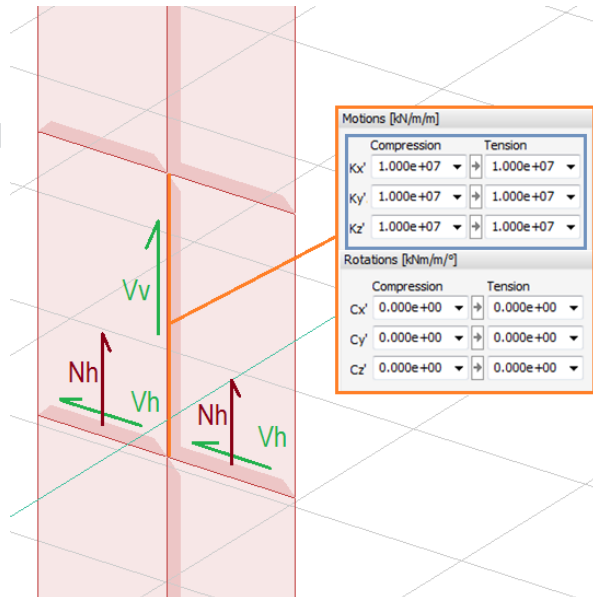 Motions [kN/m/m]
Compression Tension
Kx' 1.000e+07 1.000e+07
Ky' 1.000e+07 1.000e+07
Kz' 1.000e+07 1.000e+07
Rotations [kNm/m/°]
Compression Tension
Cx' 0.000e+00 0.000e+00
Cy' 0.000e+00 0.000e+00
Cz' 0.000e+00 0.000e+00
Vv
Nh
Vh
Nh
Vh